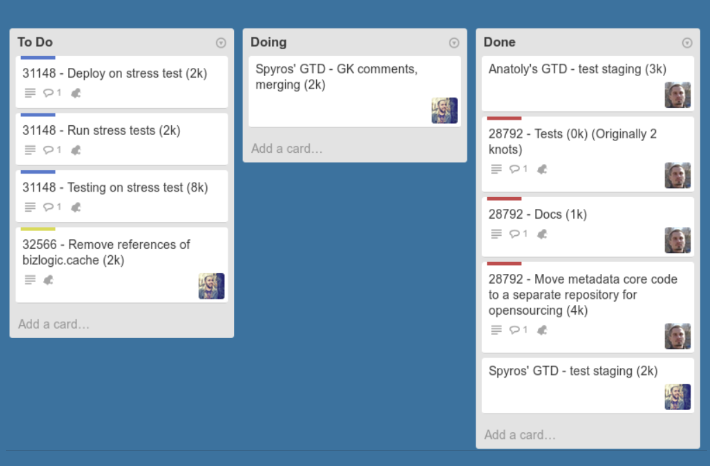 To Do
31148 - Deploy on stress test (2k)
1
31148 - Run stress tests (2k)
1
31148 - Testing on stress test (8k)
1
32566 - Remove references of
bizlogic.cache (2k)
Add a card…
Doing
Spyros' GTD - GK comments,
merging (2k)
Add a card…
Done
Anatoly's GTD - test staging (3k)
28792 - Tests (0k) (Originally 2
knots)
1
28792 - Docs (1k)
1
28792 - Move metadata core code
to a separate repository for
opensourcing (4k)
1
Spyros' GTD - test staging (2k)
Add a card…